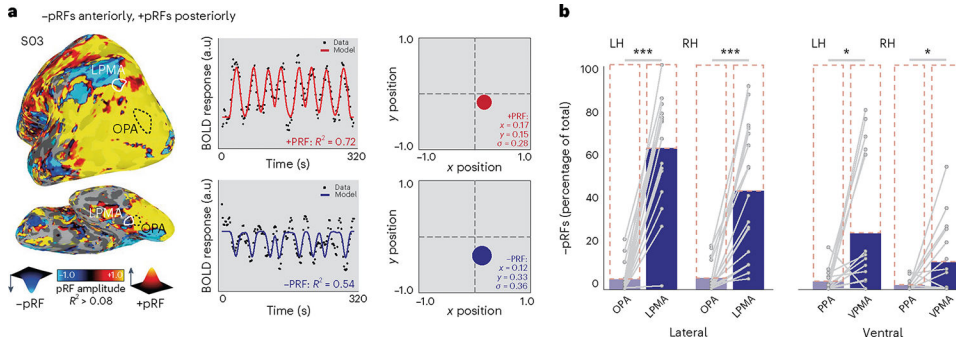 a
–pRFs anteriorly, +pRFs posteriorly
S03
LPMA
OPA
LPMA
OPA
–pRF
-1.0 +1.0
pRF amplitude
R² > 0.08
+pRF
BOLD response (a.u)
Data
Model
+PRF: R² = 0.72
0 320
Time (s)
BOLD response (a.u)
Data
Model
–PRF: R² = 0.54
0 320
Time (s)
1.0
y position
+PRF:
x = 0.17
y = 0.15
σ = 0.28
-1.0
-1.0 1.0
x position
1.0
y position
–PRF:
x = 0.12
y = 0.33
σ = 0.36
-1.0
-1.0 1.0
x position
b
LH *** RH ***
LH * RH *
–pRFs (percentage of total)
100
80
60
40
20
0
OPA LPMA OPA LPMA
PPA VPMA PPA VPMA
Lateral Ventral